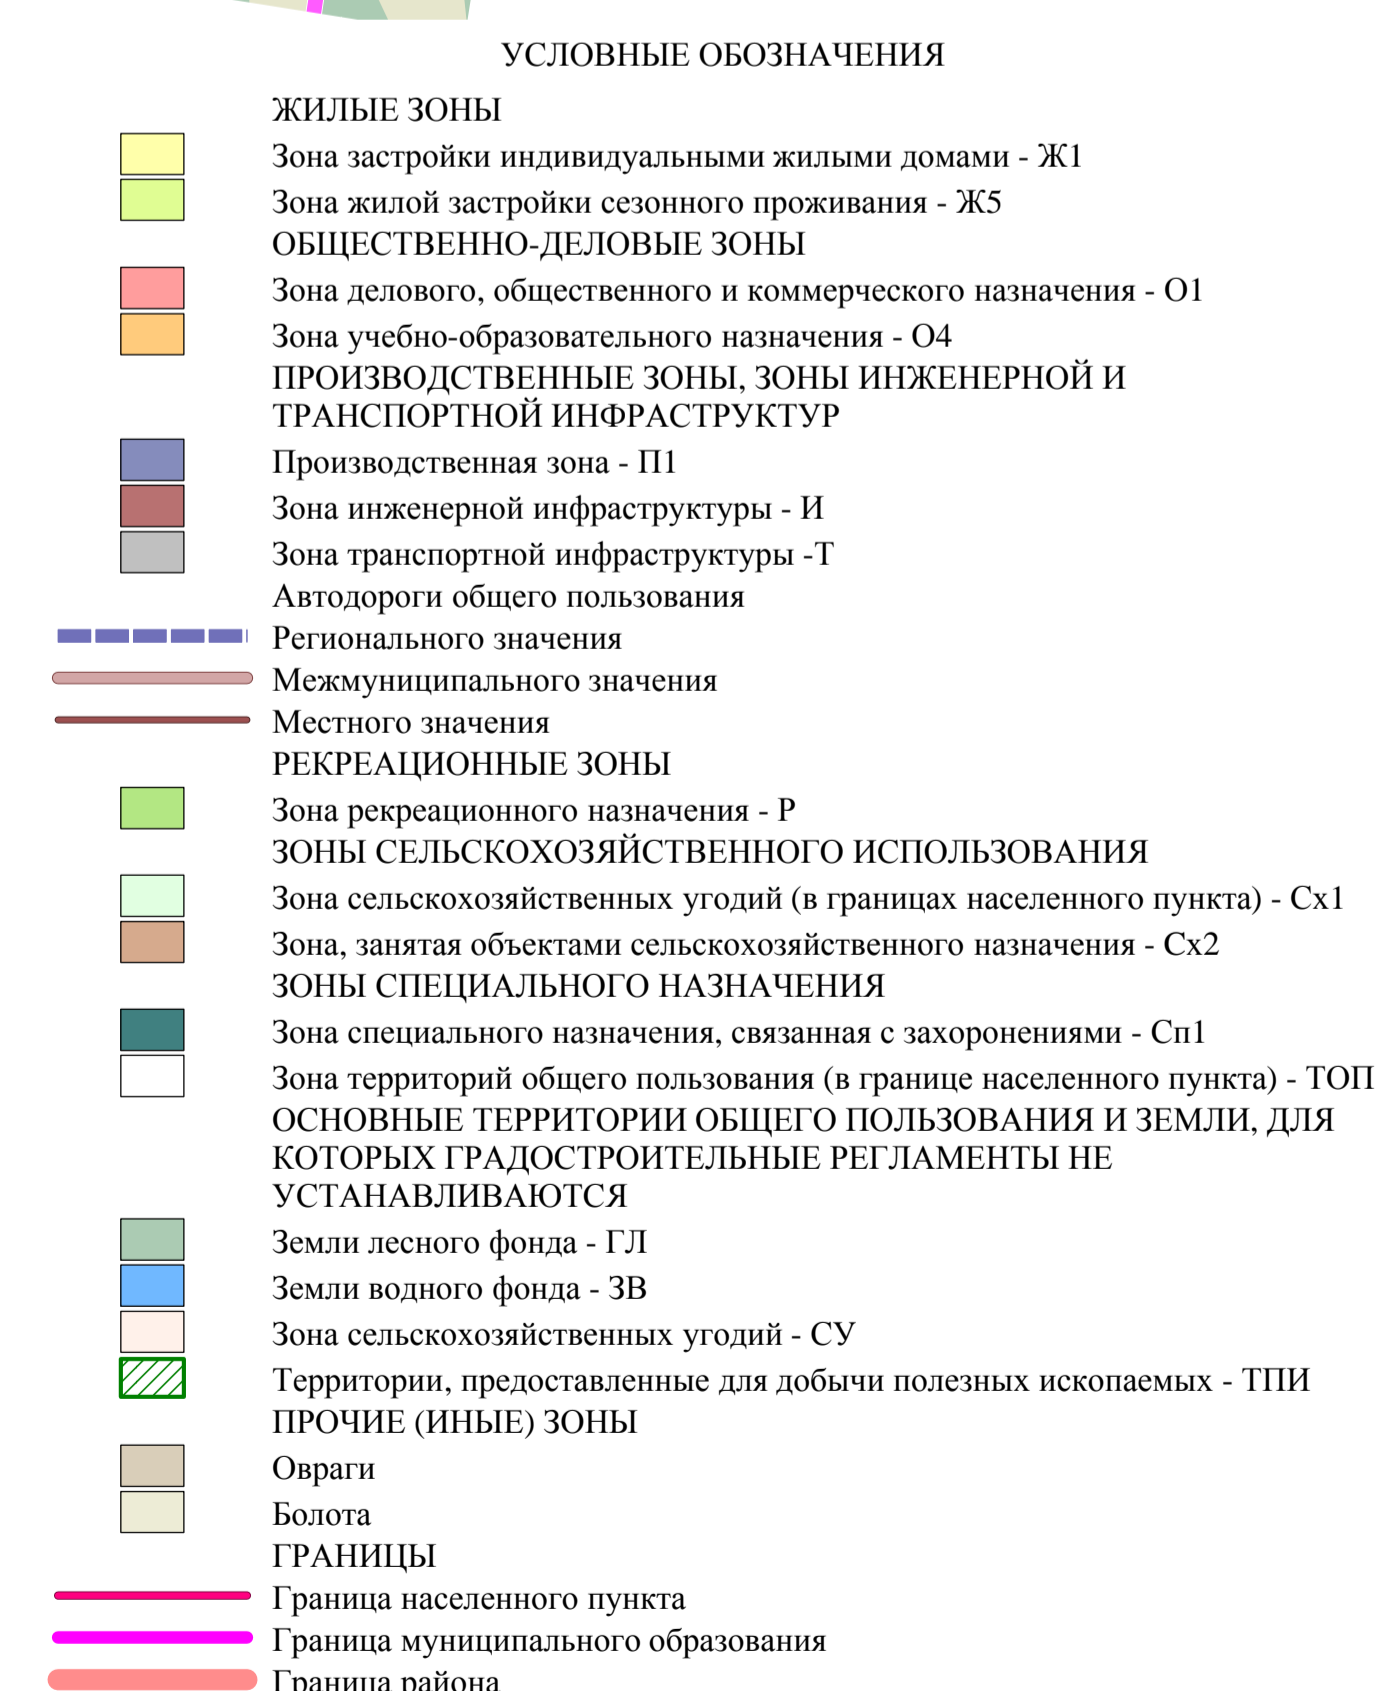 УСЛОВНЫЕ ОБОЗНАЧЕНИЯ
ЖИЛЫЕ ЗОНЫ
Зона застройки индивидуальными жилыми домами - Ж1
Зона жилой застройки сезонного проживания - Ж5
ОБЩЕСТВЕННО-ДЕЛОВЫЕ ЗОНЫ
Зона делового, общественного и коммерческого назначения - О1
Зона учебно-образовательного назначения - О4
ПРОИЗВОДСТВЕННЫЕ ЗОНЫ, ЗОНЫ ИНЖЕНЕРНОЙ И
ТРАНСПОРТНОЙ ИНФРАСТРУКТУР
Производственная зона - П1
Зона инженерной инфраструктуры - И
Зона транспортной инфраструктуры -Т
Автодороги общего пользования
Регионального значения
Межмуниципального значения
Местного значения
РЕКРЕАЦИОННЫЕ ЗОНЫ
Зона рекреационного назначения - Р
ЗОНЫ СЕЛЬСКОХОЗЯЙСТВЕННОГО ИСПОЛЬЗОВАНИЯ
Зона сельскохозяйственных угодий (в границах населенного пункта) - Сх1
Зона, занятая объектами сельскохозяйственного назначения - Сх2
ЗОНЫ СПЕЦИАЛЬНОГО НАЗНАЧЕНИЯ
Зона специального назначения, связанная с захоронениями - Сп1
Зона территорий общего пользования (в границе населенного пункта) - ТОП
ОСНОВНЫЕ ТЕРРИТОРИИ ОБЩЕГО ПОЛЬЗОВАНИЯ И ЗЕМЛИ, ДЛЯ
КОТОРЫХ ГРАДОСТРОИТЕЛЬНЫЕ РЕГЛАМЕНТЫ НЕ
УСТАНАВЛИВАЮТСЯ
Земли лесного фонда - ГЛ
Земли водного фонда - ЗВ
Зона сельскохозяйственных угодий - СУ
Территории, предоставленные для добычи полезных ископаемых - ТПИ
ПРОЧИЕ (ИНЫЕ) ЗОНЫ
Овраги
Болота
ГРАНИЦЫ
Граница населенного пункта
Граница муниципального образования
Граница района